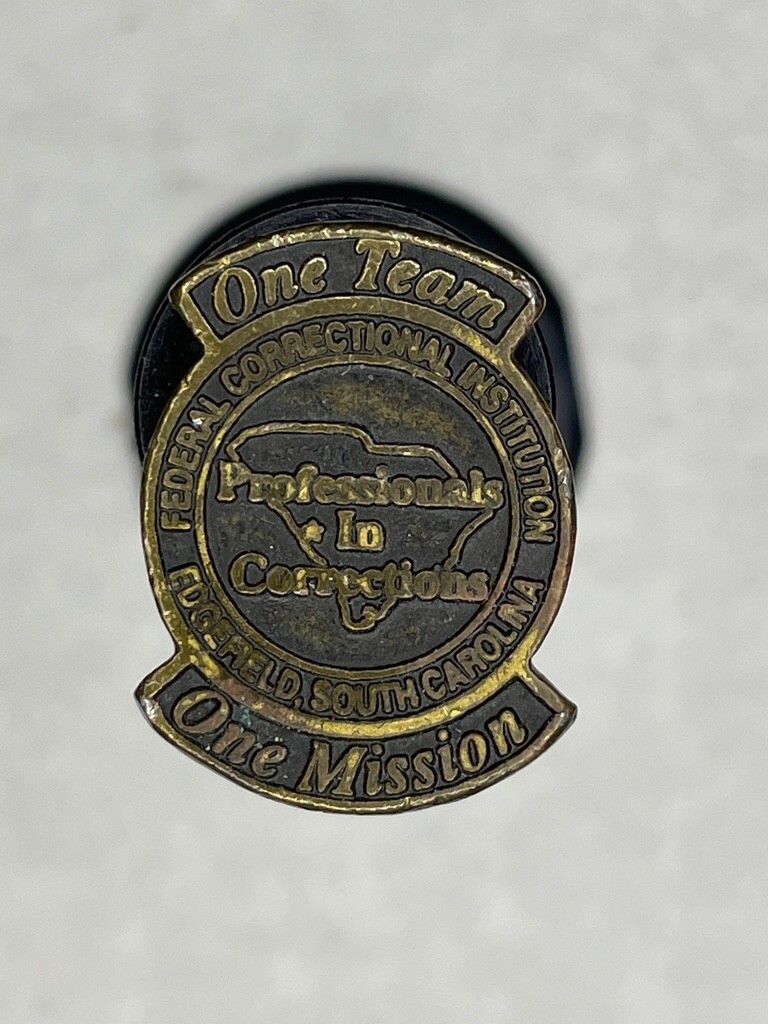 One Team
FEDERAL CORRECTIONAL INSTITUTION
Professionals
In
Corrections
EDGEFIELD, SOUTH CAROLINA
One Mission